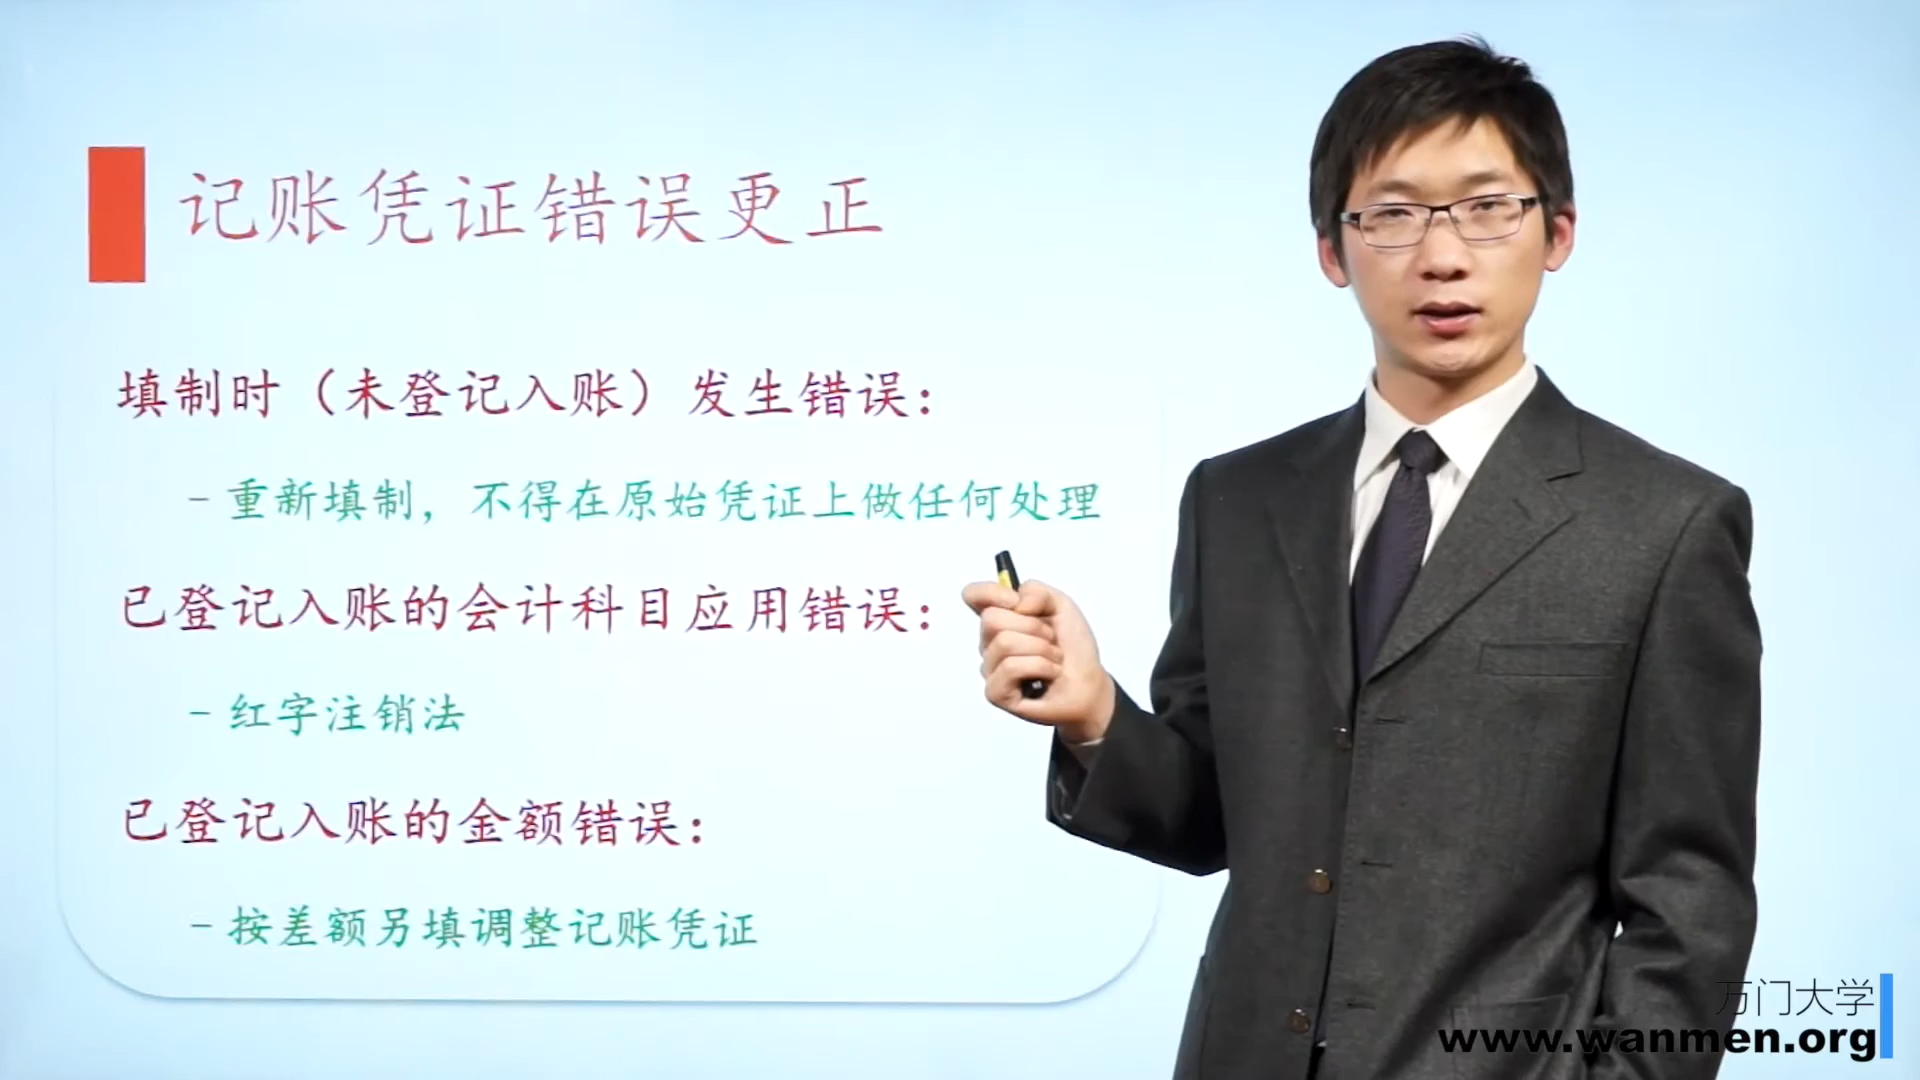 记账凭证错误更正
填制时（未登记入账）发生错误：
-重新填制，不得在原始凭证上做任何处理
已登记入账的会计科目应用错误：
-红字注销法
已登记入账的金额错误：
-按差额另填调整记账凭证
万门大学
www.wanmen.org